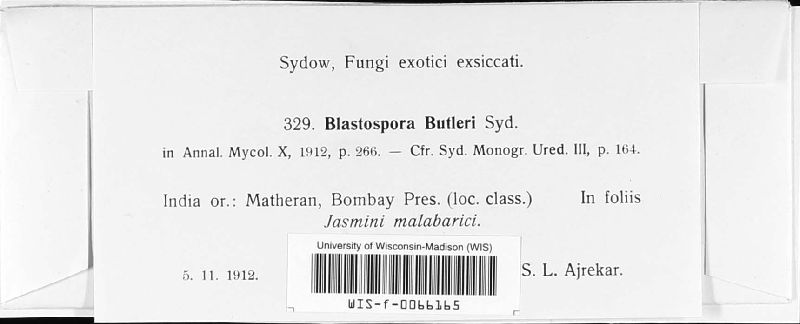 Sydow, Fungi exotici exsiccati.
329. Blastospora Butleri Syd.
in Annal. Mycol. X, 1912, p. 266. — Cfr. Syd. Monogr. Ured. III, p. 164.
India or.: Matheran, Bombay Pres. (loc. class.) In foliis
Jasmini malabarici.
University of Wisconsin-Madison (WIS)
5. 11. 1912. S. L. Ajrekar.
WIS-f-0066165